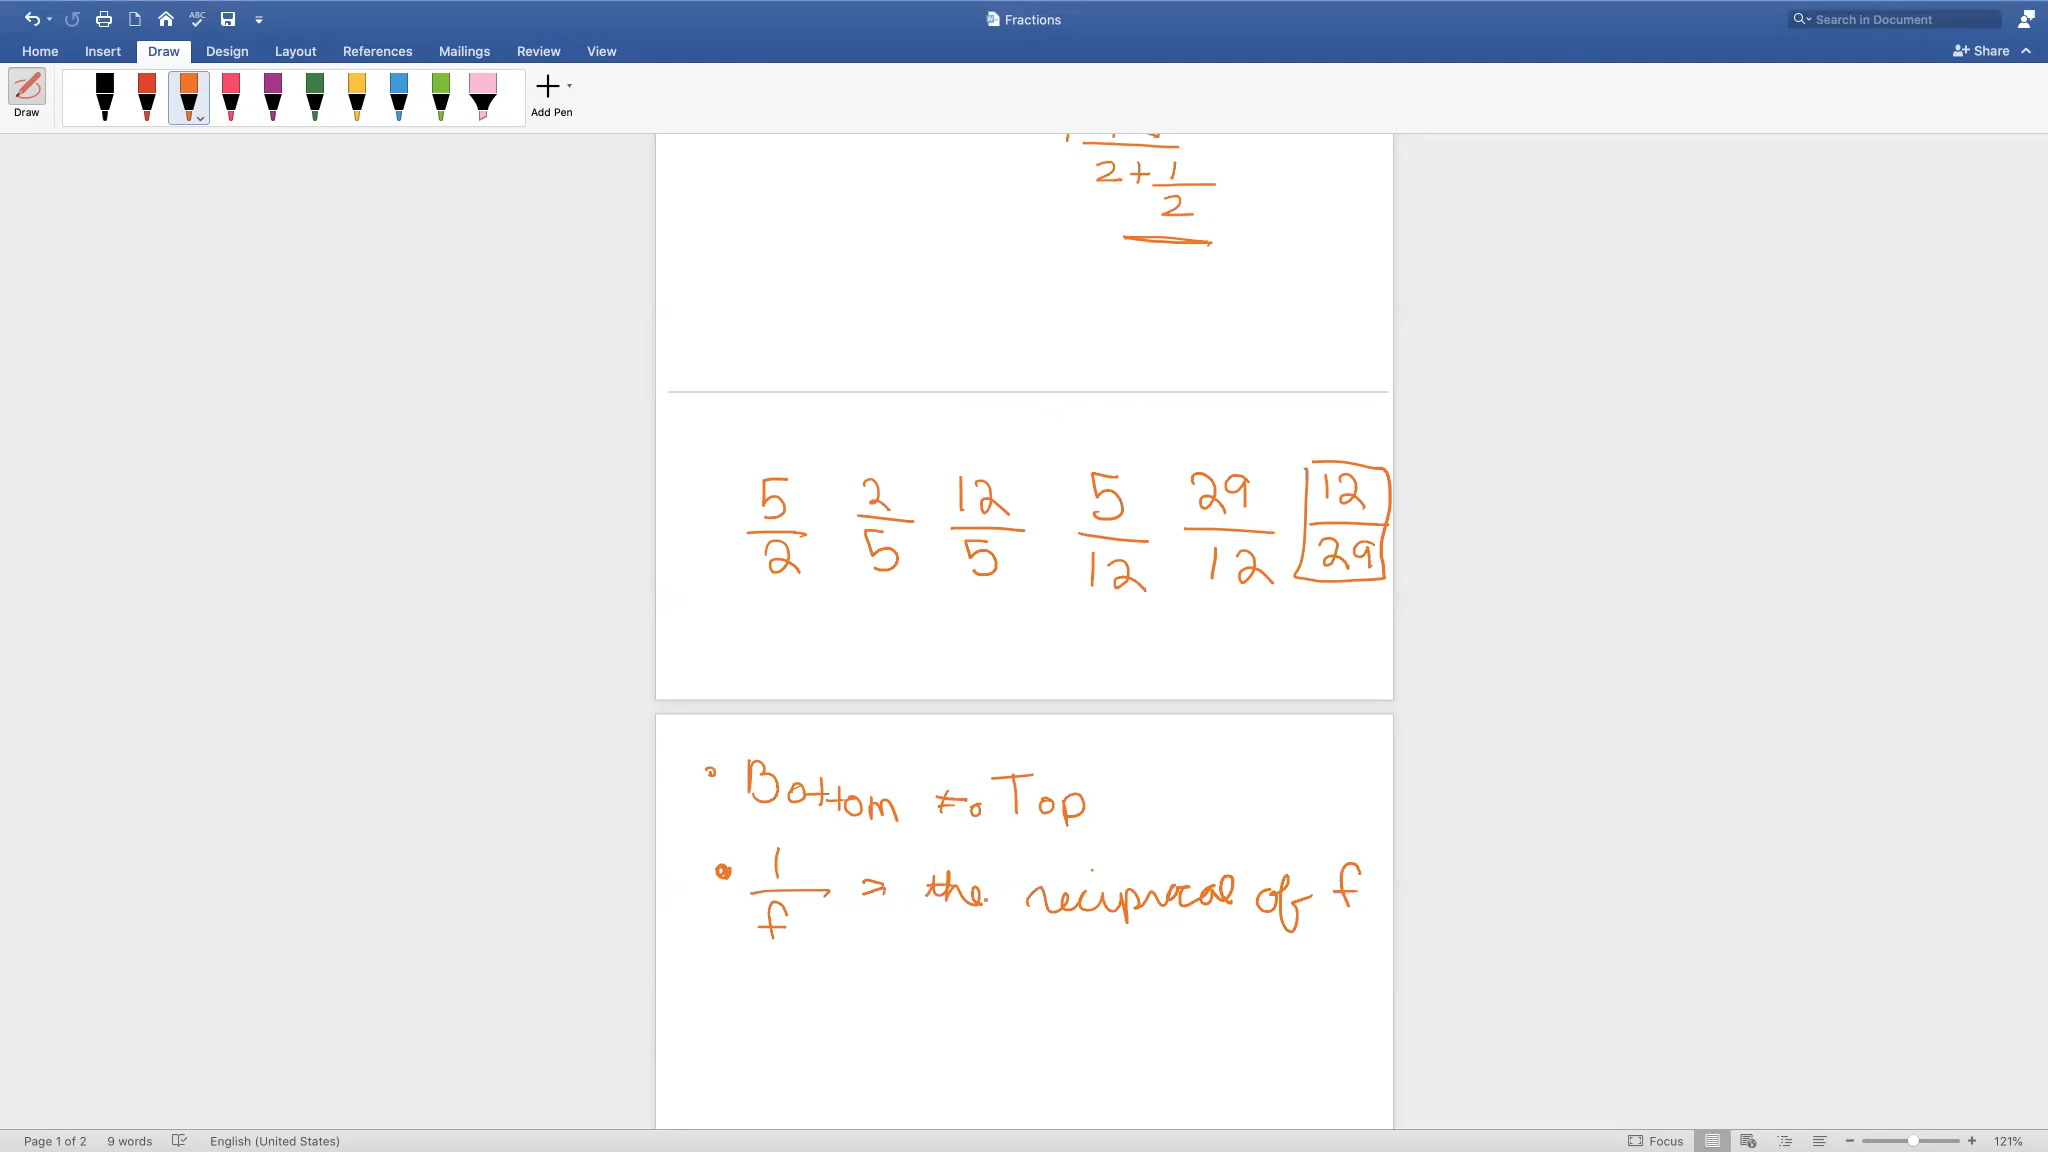 Fractions
Search in Document
Home Insert Draw Design Layout References Mailings Review View
Share
Draw
Add Pen
ABC
2 + 1
2
5 2 12 5 29 12
2 5 5 12 12 29
• Bottom to Top
• 1
f = the reciprocal of f
Page 1 of 2 9 words English (United States)
Focus
121%